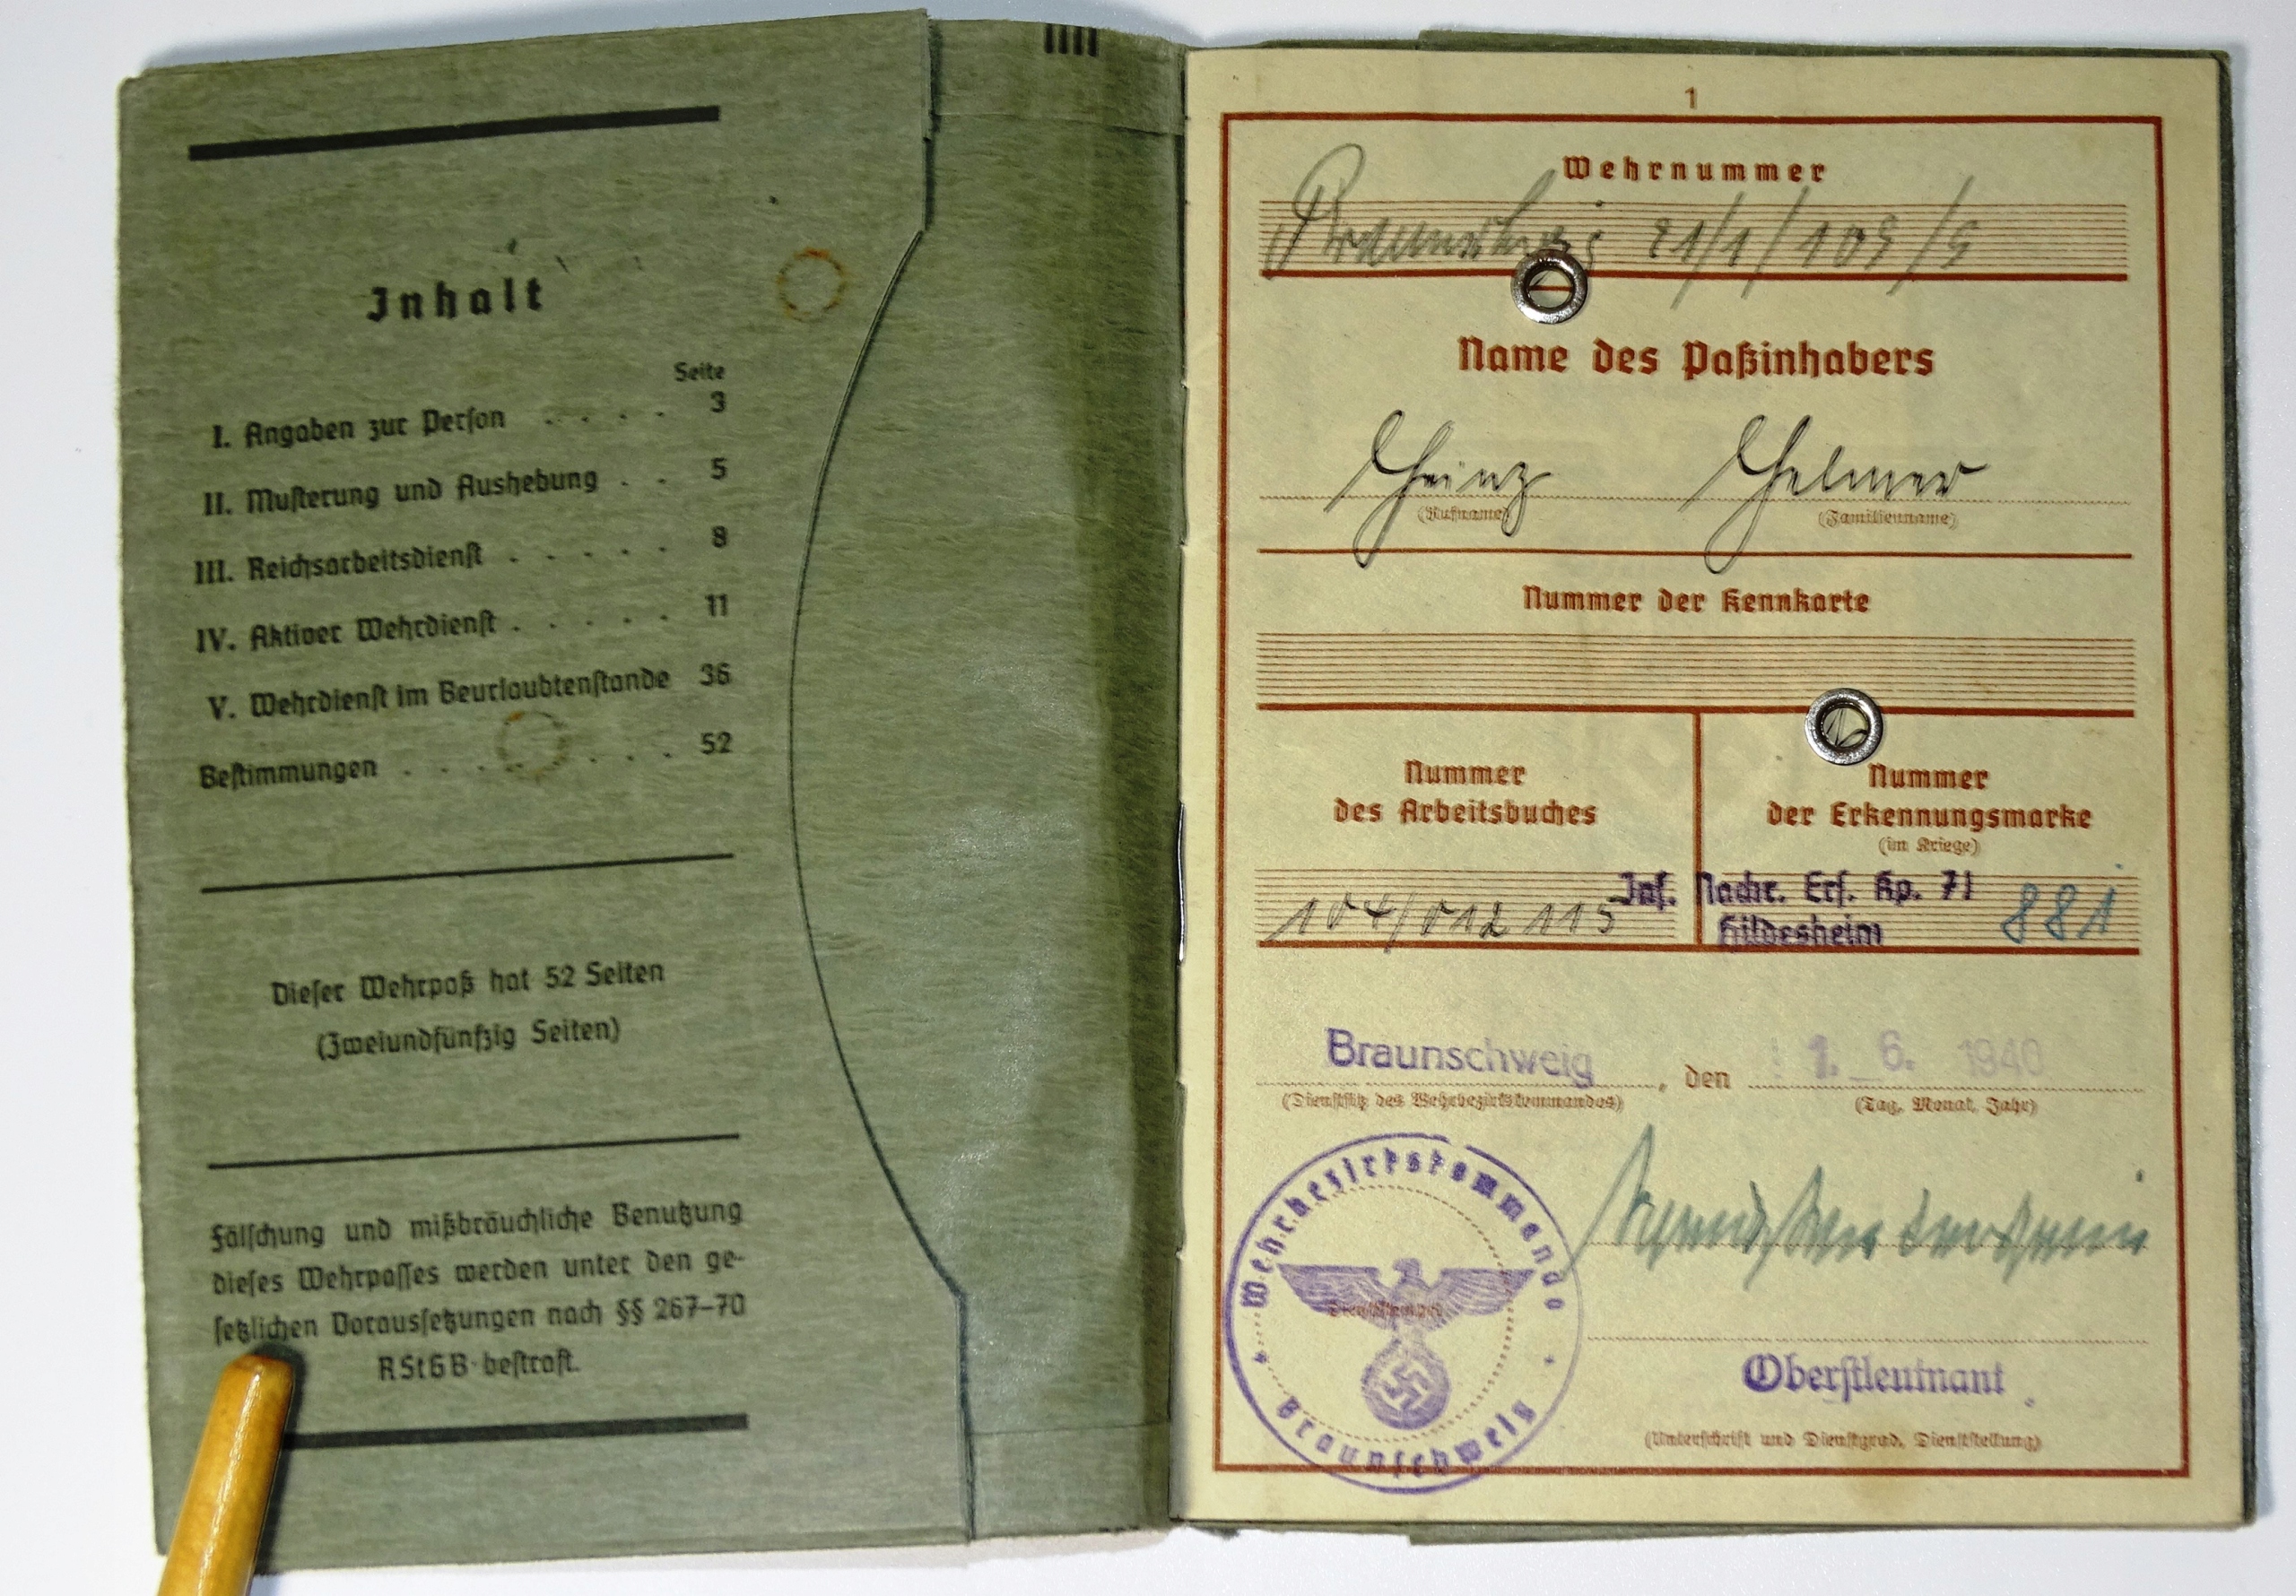 Inhalt
Seite
I. Angaben zur Person . . . . 3
II. Musterung und Aushebung . . 5
III. Reichsarbeitsdienst . . . . . 8
IV. Aktiver Wehrdienst . . . . . 11
V. Wehrdienst im Beurlaubtenstande 36
Bestimmungen . . . . . . . 52
Dieser Wehrpaß hat 52 Seiten
(Zweiundfünfzig Seiten)
Fälschung und mißbräuchliche Benutzung
dieses Wehrpasses werden unter den ge-
setzlichen Voraussetzungen nach §§ 267–70
RStGB bestraft.
1
Wehrnummer
Braunschweig 21/1/109/5
Name des Paßinhabers
Heinz Helmer
(Rufname) (Familienname)
Nummer der Kennkarte
Nummer
des Arbeitsbuches
104/012 115
Nummer
der Erkennungsmarke
(im Kriege)
Inf. Nachr. Ers. Kp. 71
Hildesheim 881
Braunschweig, den 1. 6. 1940
(Dienstsitz des Wehrbezirkskommandos) (Tag, Monat, Jahr)
Wehrbezirkskommando
Braunschweig
Dienststempel
Oberstleutnant
(Unterschrift und Dienstgrad, Dienststellung)